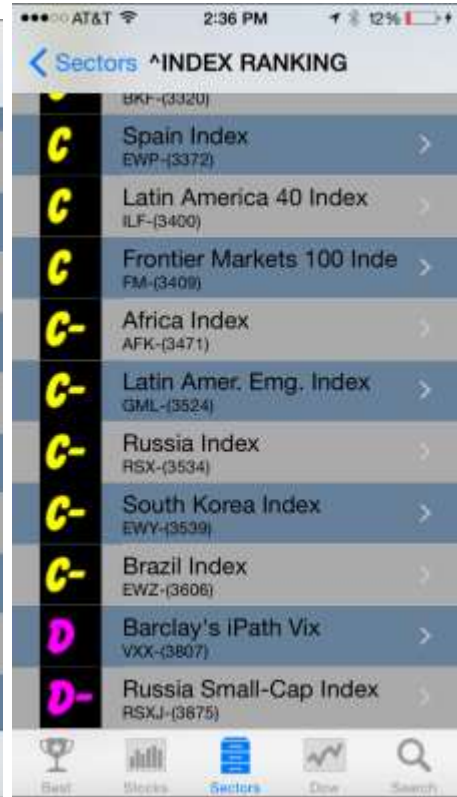 AT&T 2:36 PM 12%
Sectors ^INDEX RANKING
C BKF-(3320)
C Spain Index
EWP-(3372)
C Latin America 40 Index
ILF-(3400)
C Frontier Markets 100 Inde
FM-(3409)
C- Africa Index
AFK-(3471)
C- Latin Amer. Emg. Index
GML-(3524)
C- Russia Index
RSX-(3534)
C- South Korea Index
EWY-(3539)
C- Brazil Index
EWZ-(3606)
D Barclay's iPath Vix
VXX-(3807)
D- Russia Small-Cap Index
RSXJ-(3875)
Best Stocks Sectors Dow Search